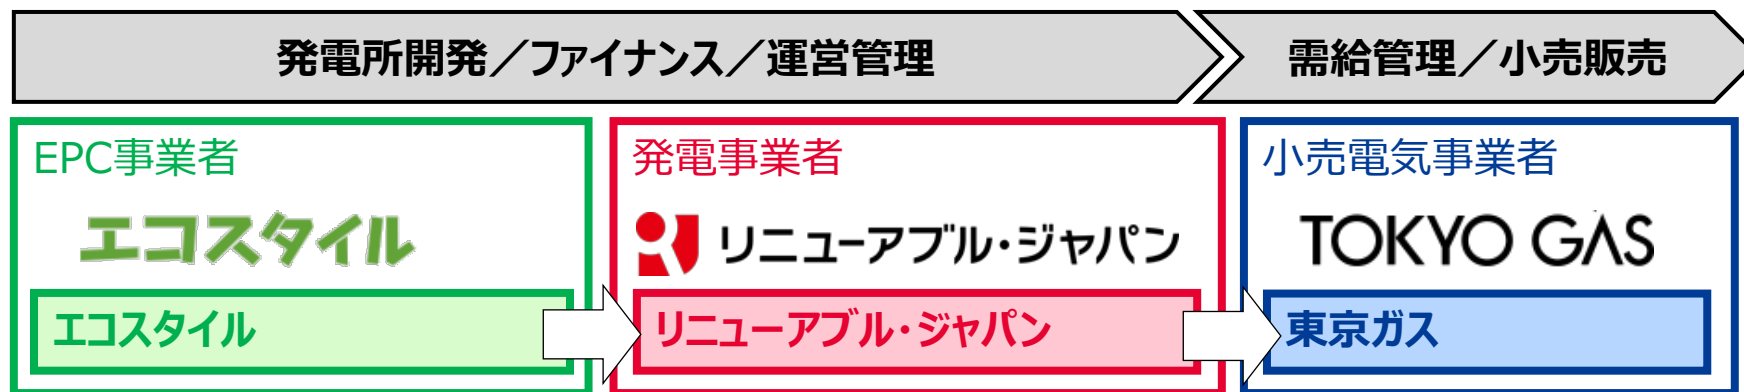 発電所開発／ファイナンス／運営管理
需給管理／小売販売
EPC事業者
エコスタイル
エコスタイル
発電事業者
リニューアブル・ジャパン
リニューアブル・ジャパン
小売電気事業者
TOKYO GAS
東京ガス